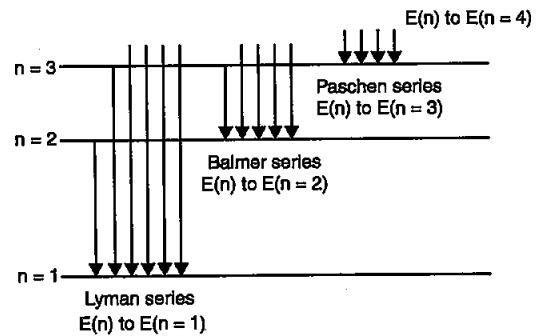 E(n) to E(n = 4)
n = 3
Paschen series
E(n) to E(n = 3)
n = 2
Balmer series
E(n) to E(n = 2)
n = 1
Lyman series
E(n) to E(n = 1)